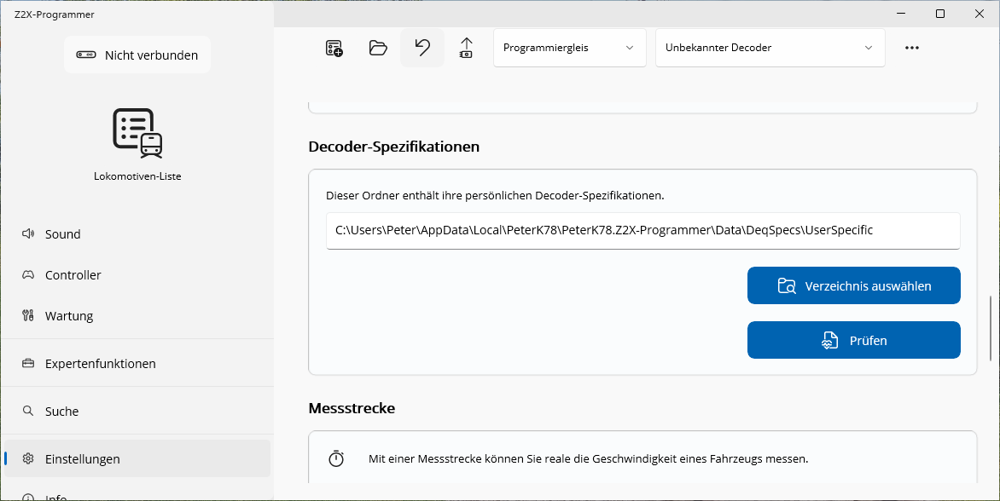 Z2X-Programmer
Nicht verbunden
Programmiergleis
Unbekannter Decoder
Lokomotiven-Liste
Sound
Controller
Wartung
Expertenfunktionen
Suche
Einstellungen
Info
Decoder-Spezifikationen
Dieser Ordner enthält ihre persönlichen Decoder-Spezifikationen.
C:\Users\Peter\AppData\Local\PeterK78\PeterK78.Z2X-Programmer\Data\DeqSpecs\UserSpecific
Verzeichnis auswählen
Prüfen
Messstrecke
Mit einer Messstrecke können Sie reale die Geschwindigkeit eines Fahrzeugs messen.